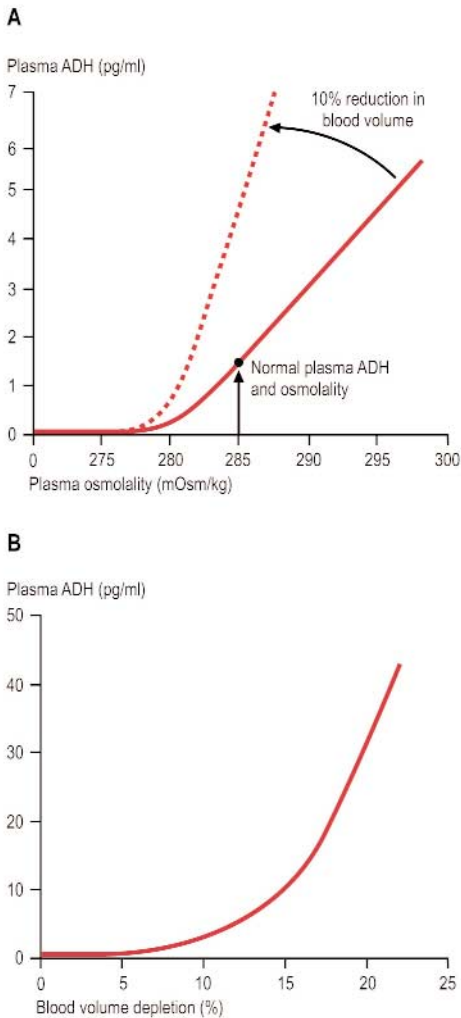 A
Plasma ADH (pg/ml)
7
10% reduction in
blood volume
6
5
4
3
2
Normal plasma ADH
and osmolality
1
0
0 275 280 285 290 295 300
Plasma osmolality (mOsm/kg)
B
Plasma ADH (pg/ml)
50
40
30
20
10
0
0 5 10 15 20 25
Blood volume depletion (%)